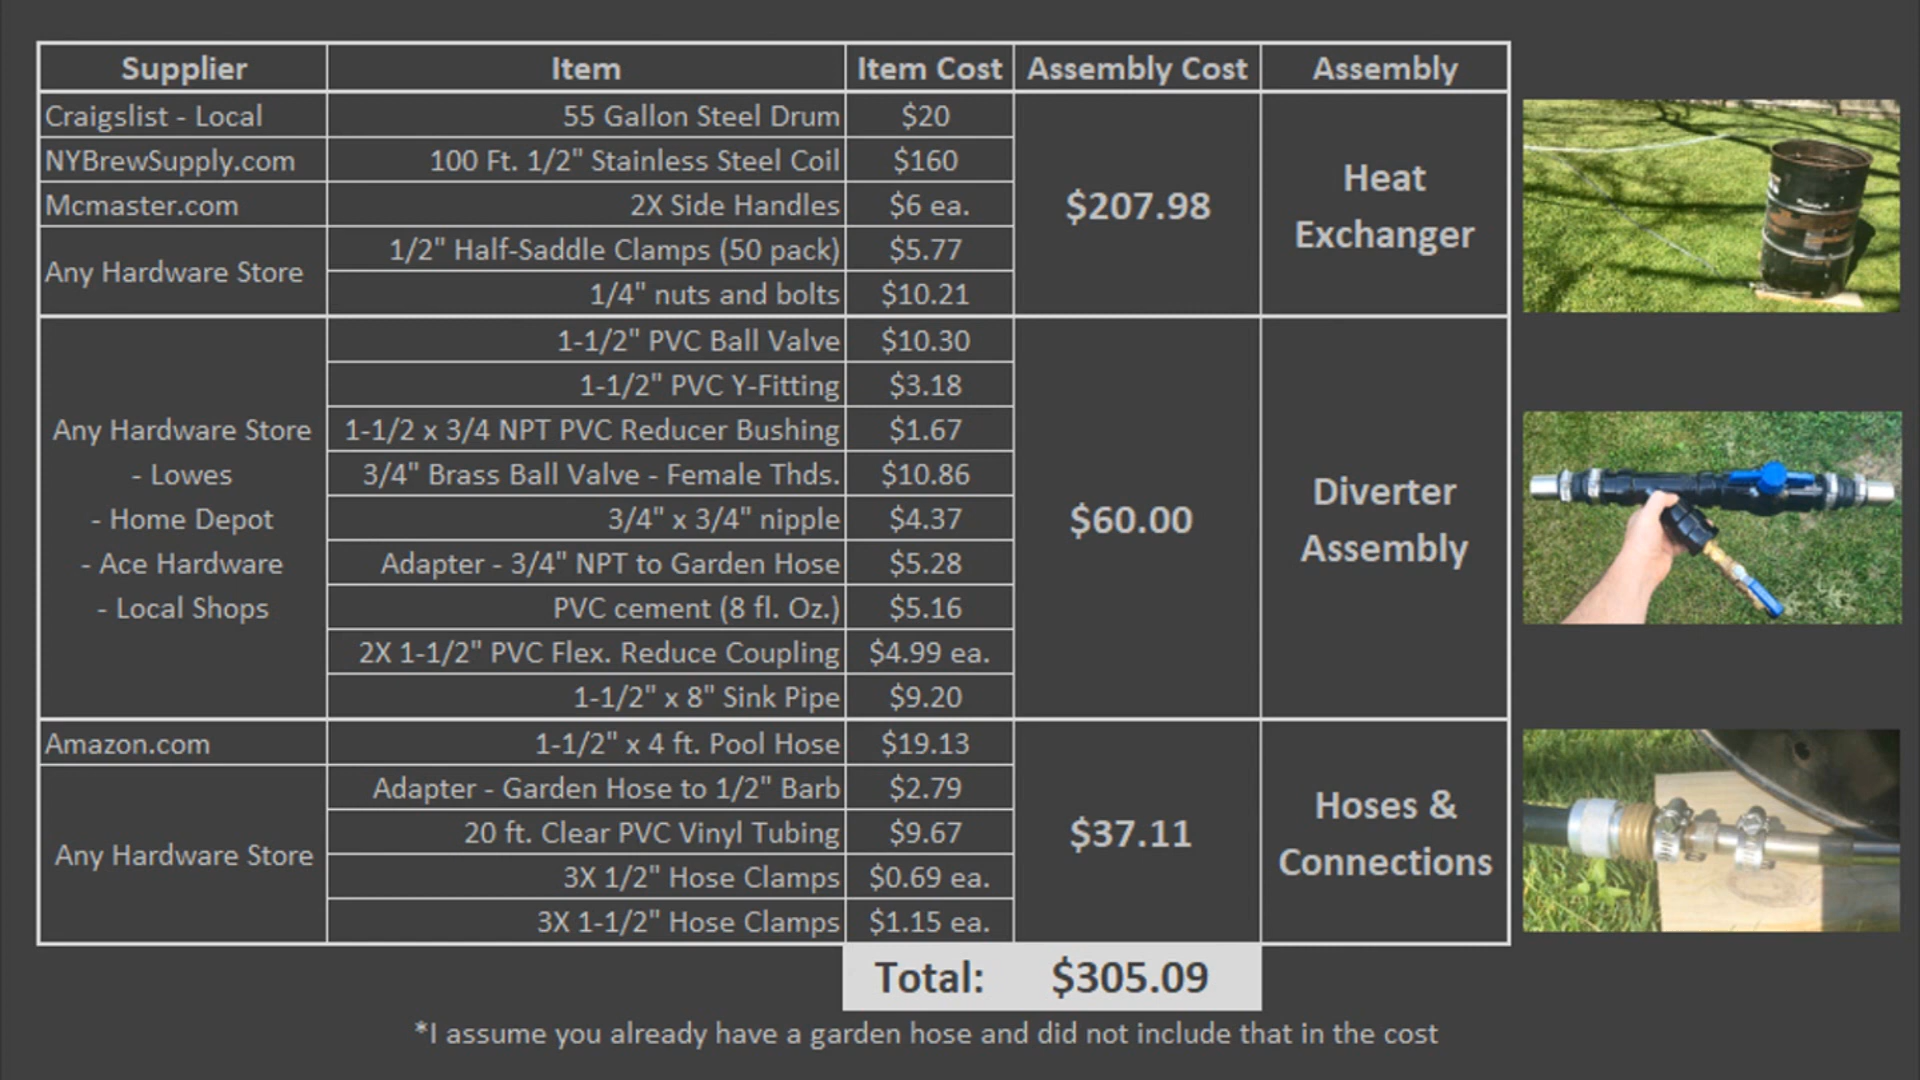 Supplier Item Item Cost Assembly Cost Assembly
Craigslist - Local 55 Gallon Steel Drum $20
NYBrewSupply.com 100 Ft. 1/2" Stainless Steel Coil $160
Mcmaster.com 2X Side Handles $6 ea.
Any Hardware Store 1/2" Half-Saddle Clamps (50 pack) $5.77
1/4" nuts and bolts $10.21
$207.98
Heat
Exchanger
1-1/2" PVC Ball Valve $10.30
1-1/2" PVC Y-Fitting $3.18
Any Hardware Store 1-1/2 x 3/4 NPT PVC Reducer Bushing $1.67
- Lowes 3/4" Brass Ball Valve - Female Thds. $10.86
- Home Depot 3/4" x 3/4" nipple $4.37
- Ace Hardware Adapter - 3/4" NPT to Garden Hose $5.28
- Local Shops PVC cement (8 fl. Oz.) $5.16
2X 1-1/2" PVC Flex. Reduce Coupling $4.99 ea.
1-1/2" x 8" Sink Pipe $9.20
$60.00
Diverter
Assembly
Amazon.com 1-1/2" x 4 ft. Pool Hose $19.13
Adapter - Garden Hose to 1/2" Barb $2.79
20 ft. Clear PVC Vinyl Tubing $9.67
Any Hardware Store
3X 1/2" Hose Clamps $0.69 ea.
3X 1-1/2" Hose Clamps $1.15 ea.
$37.11
Hoses &
Connections
Total: $305.09
*I assume you already have a garden hose and did not include that in the cost